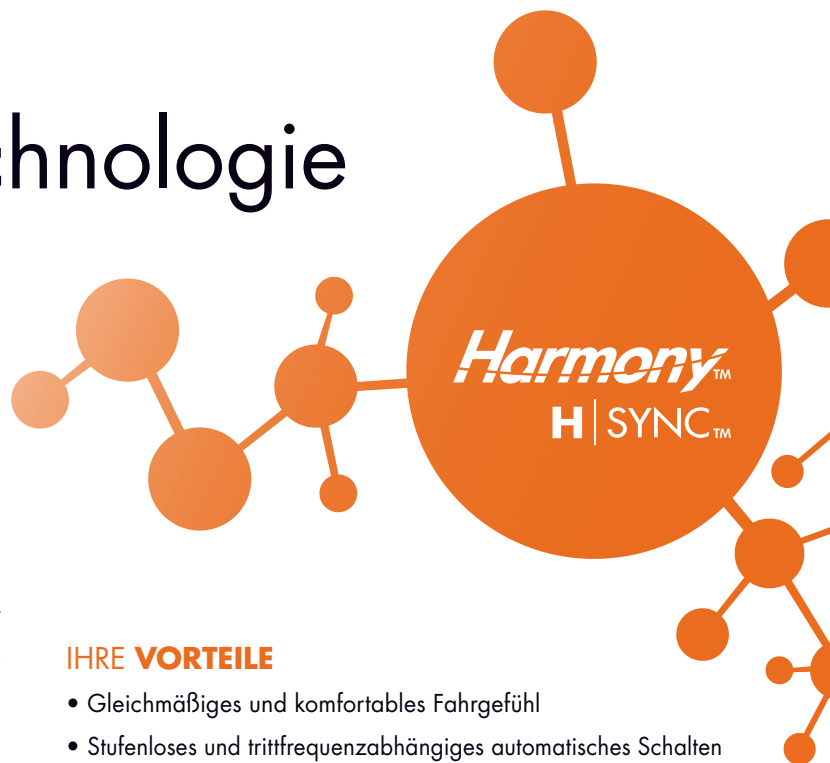 chnologie
Harmony™
H|SYNC™
IHRE VORTEILE
• Gleichmäßiges und komfortables Fahrgefühl
• Stufenloses und trittfrequenzabhängiges automatisches Schalten